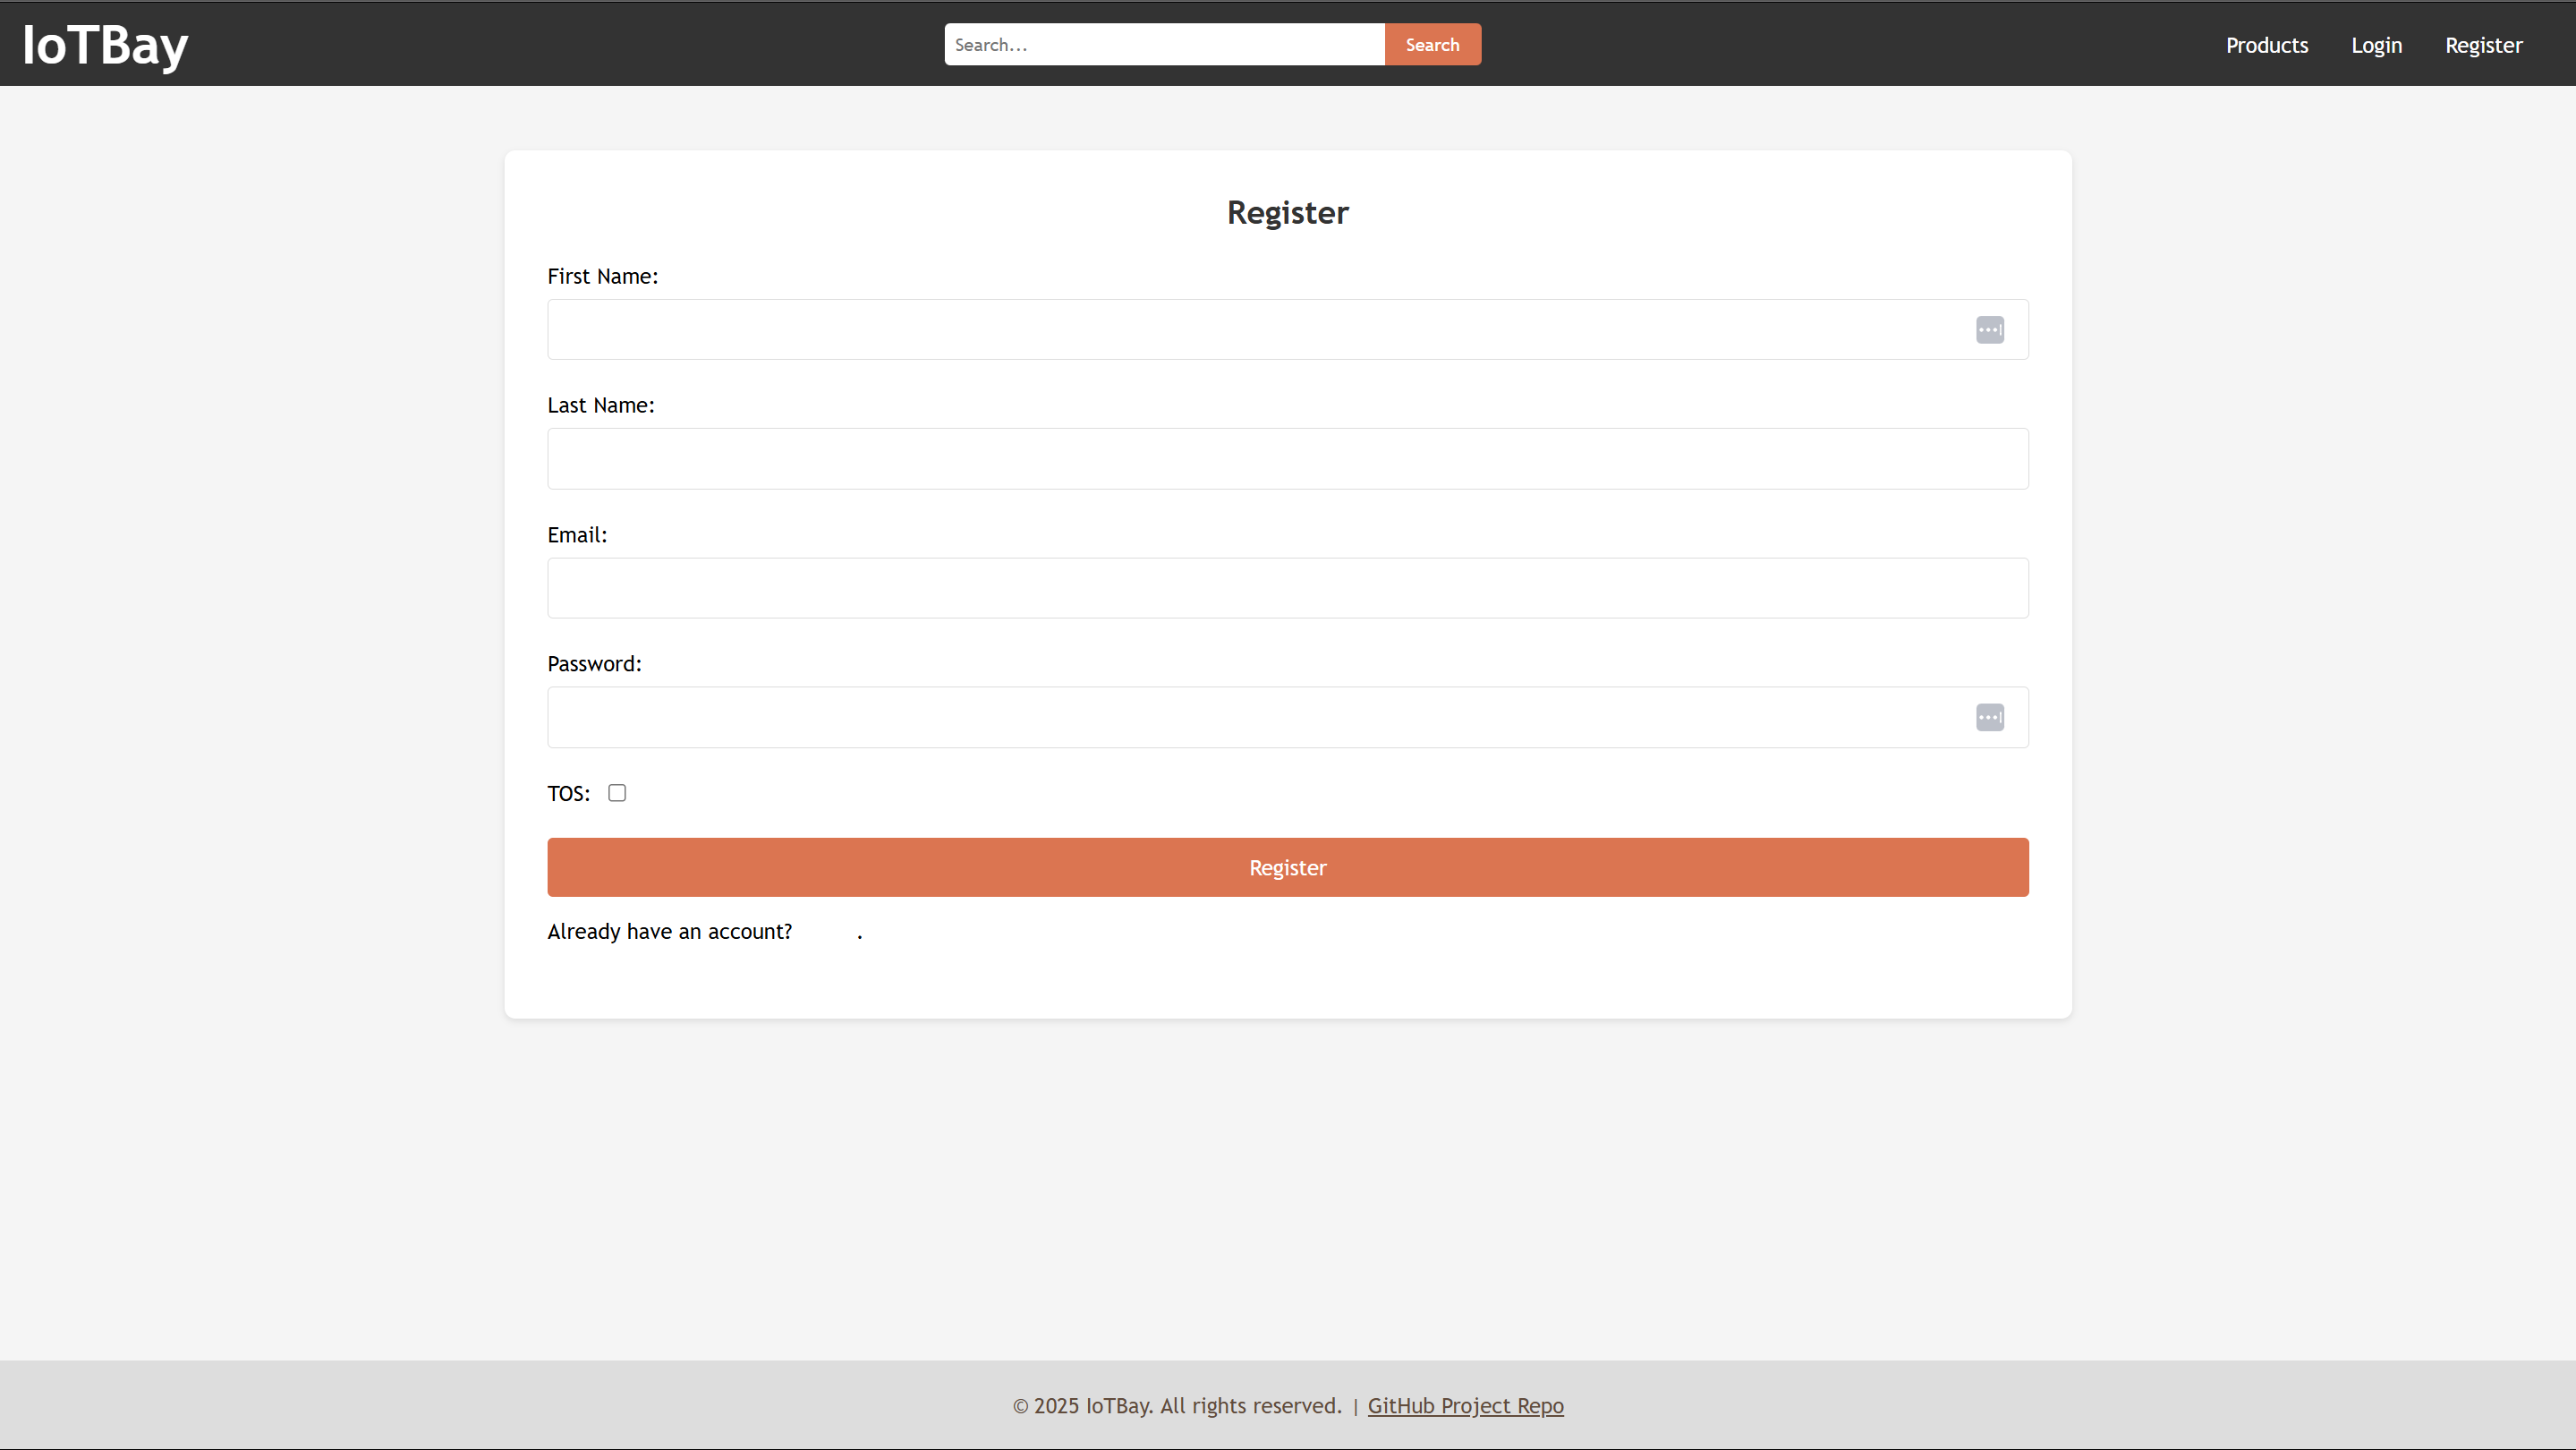 IoTBay
Search...
Search
Products
Login
Register
Register
First Name:
Last Name:
Email:
Password:
TOS:
Register
Already have an account? .
© 2025 IoTBay. All rights reserved. | GitHub Project Repo